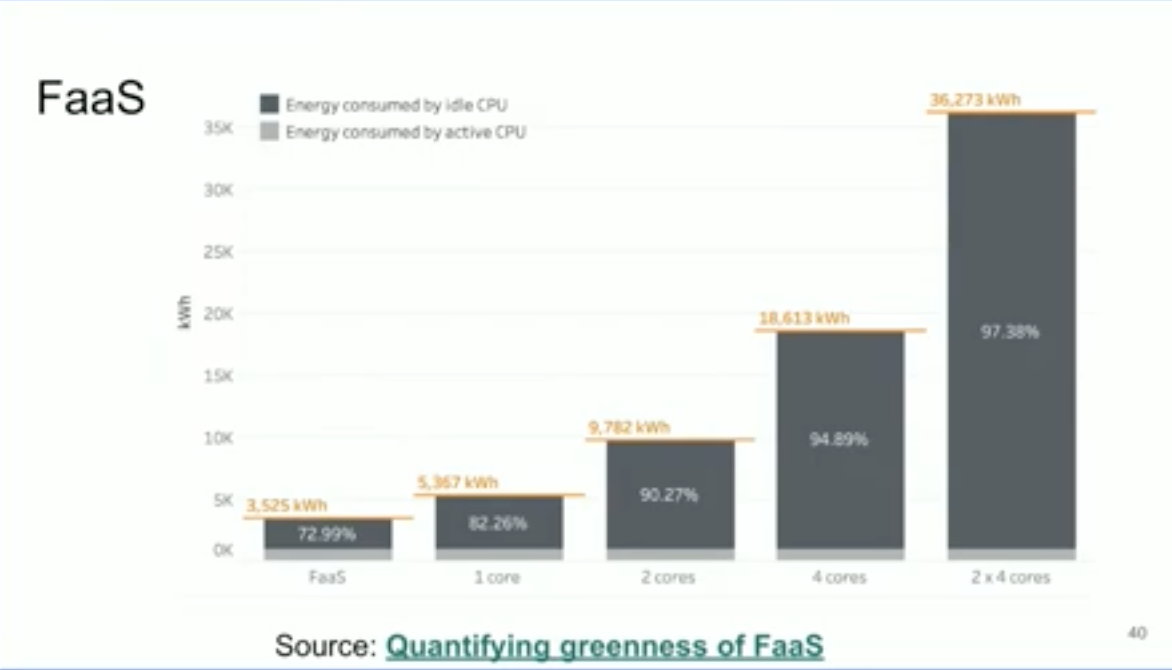 FaaS
Energy consumed by idle CPU
Energy consumed by active CPU
36,273 kWh
35K
30K
25K
kWh
20K
18,613 kWh
97.38%
15K
10K
9,782 kWh
94.89%
5,367 kWh
90.27%
5K
3,525 kWh
82.26%
72.99%
0K
FaaS
1 core
2 cores
4 cores
2 x 4 cores
Source: Quantifying greenness of FaaS
40